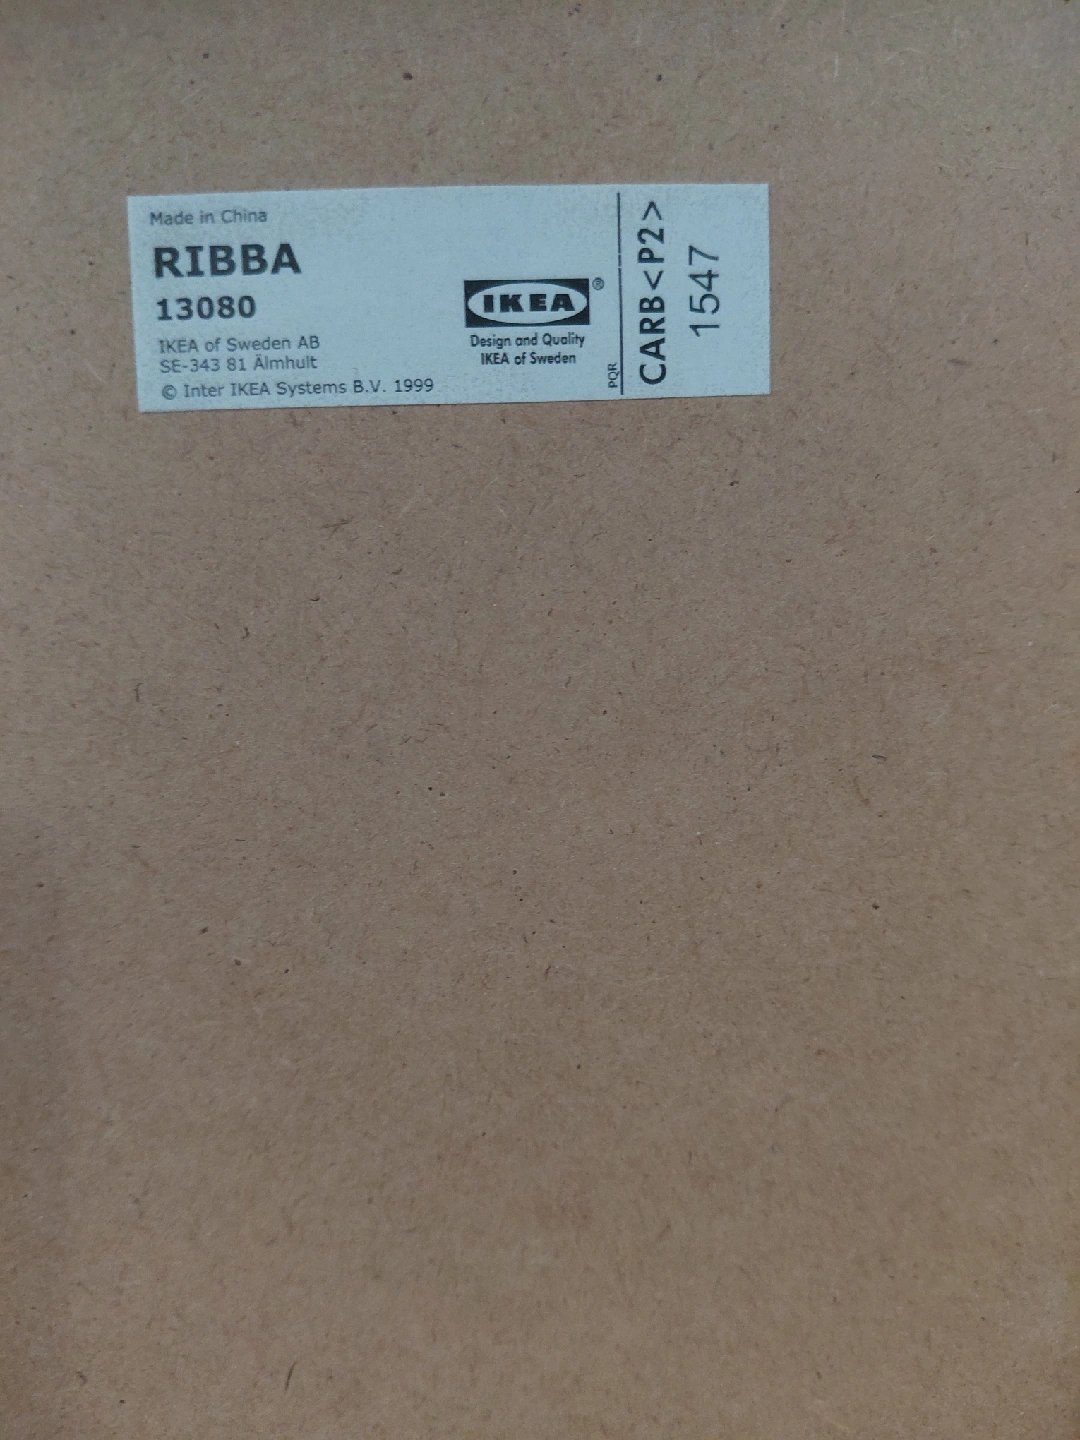 Made in China
RIBBA
13080
IKEA of Sweden AB
SE-343 81 Älmhult
© Inter IKEA Systems B.V. 1999
IKEA®
Design and Quality
IKEA of Sweden
PQR
CARB<P2>
1547